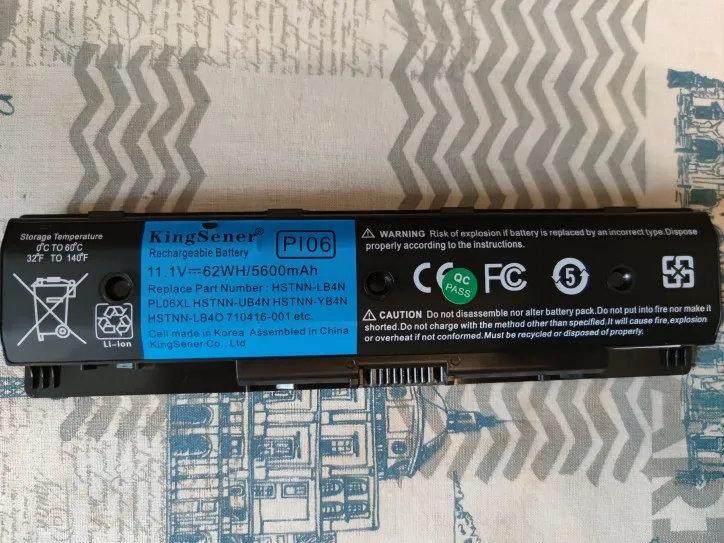 Storage Temperature
0°C TO 60°C
32°F TO 140°F
Li-ion
KingSener®
Rechargeable Battery
PI06
11.1V⎓62WH/5600mAh
Replace Part Number : HSTNN-LB4N
PL06XL HSTNN-UB4N HSTNN-YB4N
HSTNN-LB4O 710416-001 etc.
Cell made in Korea Assembled in China
KingSener Co., Ltd
WARNING Risk of explosion if battery is replaced by an incorrect type.Dispose
properly according to the instructions.
CE
QC
PASS
FC
5
CAUTION Do not disassemble nor alter battery pack.Do not put into fire nor make it
shorted.Do not charge with the method other than specified.It will cause fire,explosion
or overheat if not conformed.Must be recycled or disposed of properly.